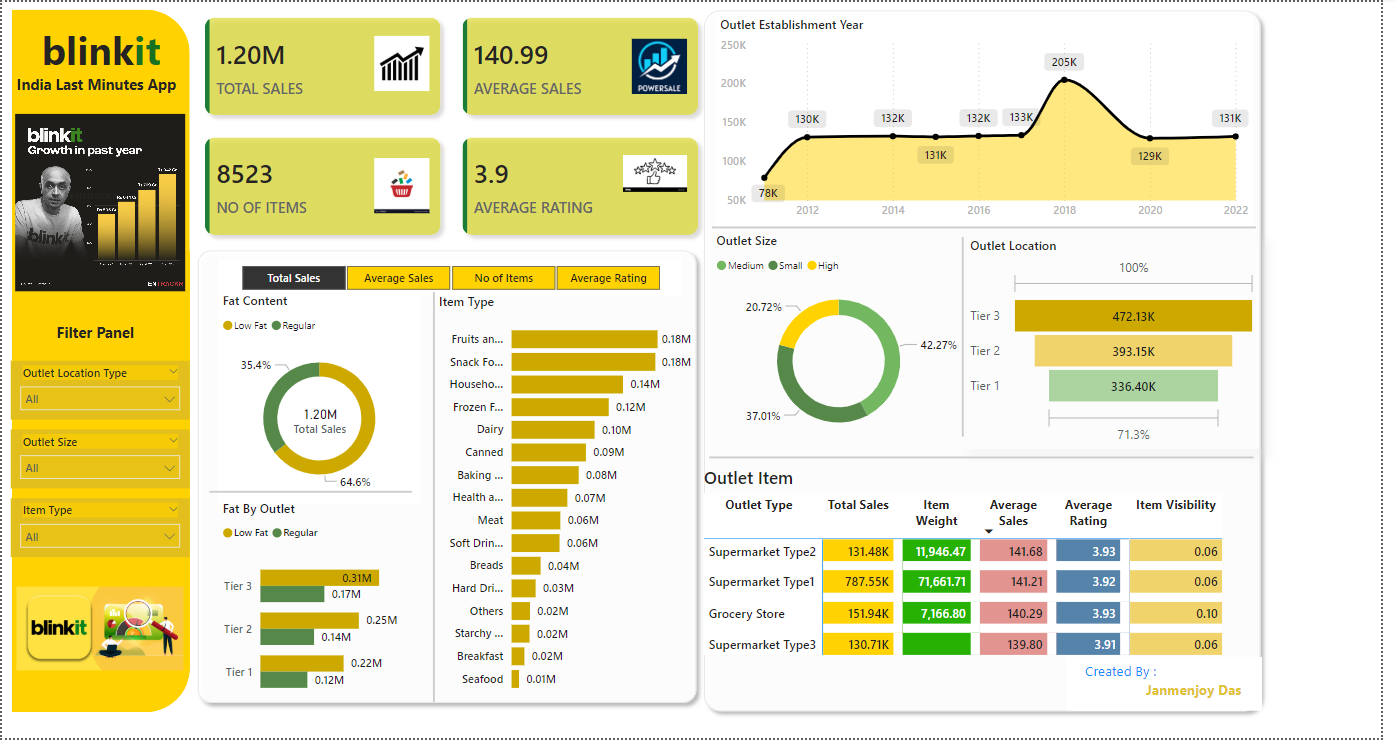 blinkit
India Last Minutes App
blinkit
Growth in past year
blinkit
Filter Panel
Outlet Location Type
All
Outlet Size
All
Item Type
All
blinkit
1.20M
TOTAL SALES
140.99
AVERAGE SALES
POWERSALE
8523
NO OF ITEMS
3.9
AVERAGE RATING
Total Sales
Average Sales
No of Items
Average Rating
Fat Content
Low Fat
Regular
35.4%
1.20M
Total Sales
64.6%
Fat By Outlet
Low Fat
Regular
Tier 3
0.31M
0.17M
Tier 2
0.25M
0.14M
Tier 1
0.22M
0.12M
Item Type
Fruits an... 0.18M
Snack Fo... 0.18M
Househo... 0.14M
Frozen F... 0.12M
Dairy 0.10M
Canned 0.09M
Baking ... 0.08M
Health a... 0.07M
Meat 0.06M
Soft Drin... 0.06M
Breads 0.04M
Hard Dri... 0.03M
Others 0.02M
Starchy ... 0.02M
Breakfast 0.02M
Seafood 0.01M
Outlet Establishment Year
250K
200K
150K
100K
50K
78K
130K
132K
131K
132K
133K
205K
129K
131K
2012 2014 2016 2018 2020 2022
Outlet Size
Medium Small High
20.72%
42.27%
37.01%
Outlet Location
100%
Tier 3 472.13K
Tier 2 393.15K
Tier 1 336.40K
71.3%
Outlet Item
Outlet Type Total Sales Item Weight Average Sales Average Rating Item Visibility
Supermarket Type2 131.48K 11,946.47 141.68 3.93 0.06
Supermarket Type1 787.55K 71,661.71 141.21 3.92 0.06
Grocery Store 151.94K 7,166.80 140.29 3.93 0.10
Supermarket Type3 130.71K 139.80 3.91 0.06
Created By :
Janmenjoy Das